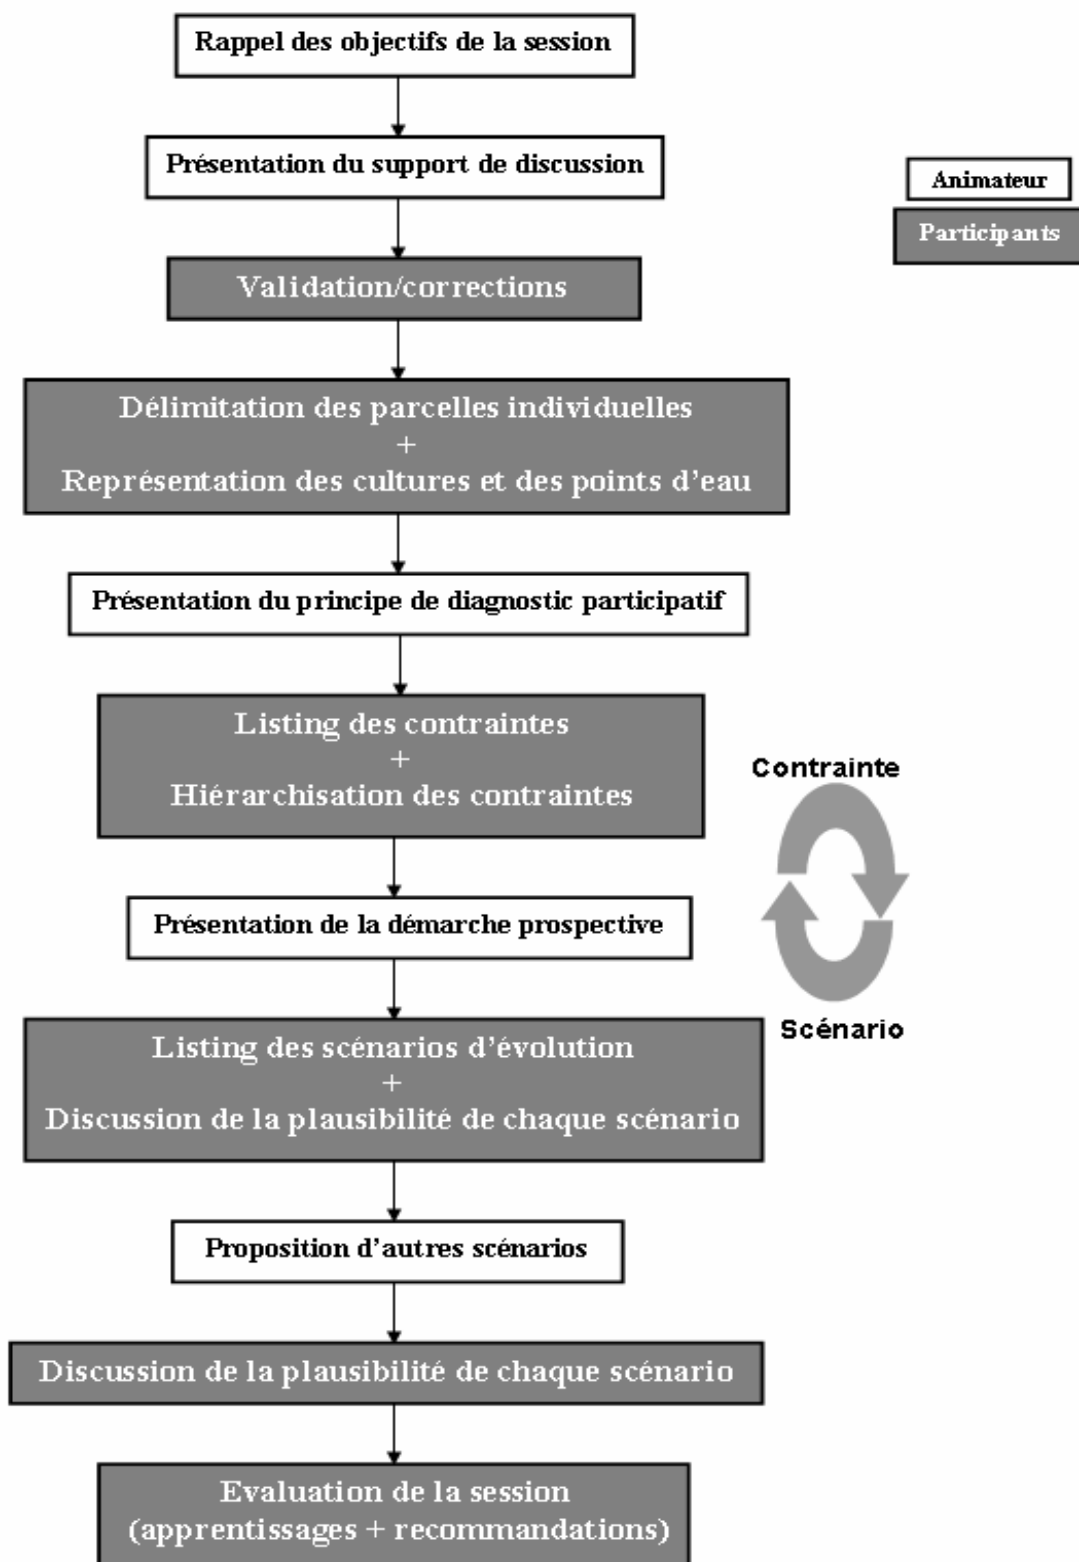 Rappel des objectifs de la session
Présentation du support de discussion
Animateur
Participants
Validation/corrections
Délimitation des parcelles individuelles
+
Représentation des cultures et des points d'eau
Présentation du principe de diagnostic participatif
Listing des contraintes
+
Hiérarchisation des contraintes
Contrainte
Présentation de la démarche prospective
Scénario
Listing des scénarios d'évolution
+
Discussion de la plausibilité de chaque scénario
Proposition d'autres scénarios
Discussion de la plausibilité de chaque scénario
Evaluation de la session
(apprentissages + recommandations)